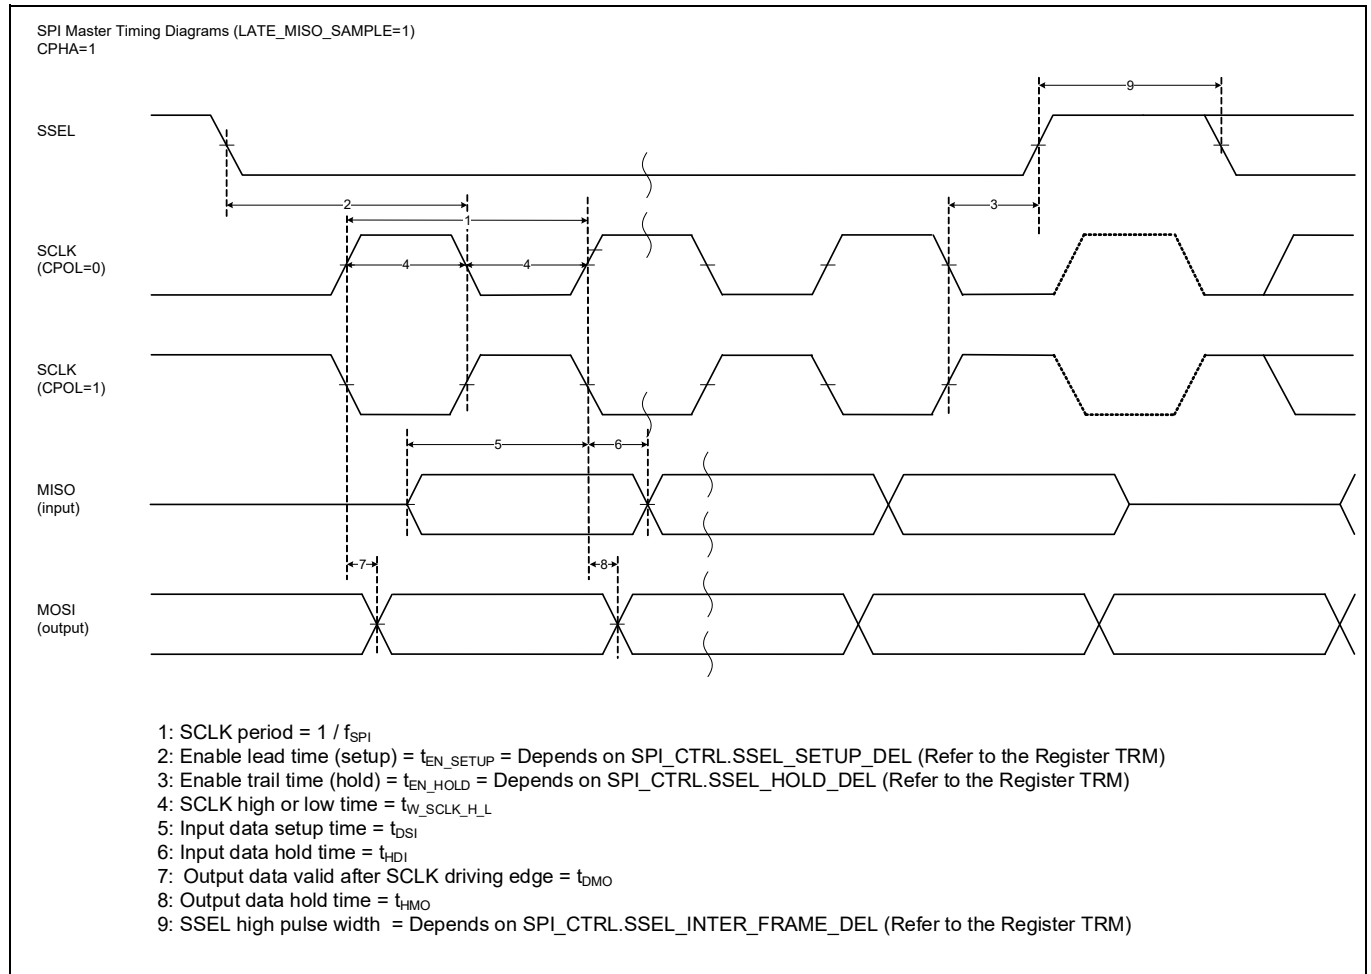 SPI Master Timing Diagrams (LATE_MISO_SAMPLE=1)
CPHA=1
9
SSEL
2
3
1
SCLK
(CPOL=0)
4
4
SCLK
(CPOL=1)
5
6
MISO
(input)
7
8
MOSI
(output)
1: SCLK period = 1 / fSPI
2: Enable lead time (setup) = tEN_SETUP = Depends on SPI_CTRL.SSEL_SETUP_DEL (Refer to the Register TRM)
3: Enable trail time (hold) = tEN_HOLD = Depends on SPI_CTRL.SSEL_HOLD_DEL (Refer to the Register TRM)
4: SCLK high or low time = tW_SCLK_H_L
5: Input data setup time = tDSI
6: Input data hold time = tHDI
7: Output data valid after SCLK driving edge = tDMO
8: Output data hold time = tHMO
9: SSEL high pulse width = Depends on SPI_CTRL.SSEL_INTER_FRAME_DEL (Refer to the Register TRM)